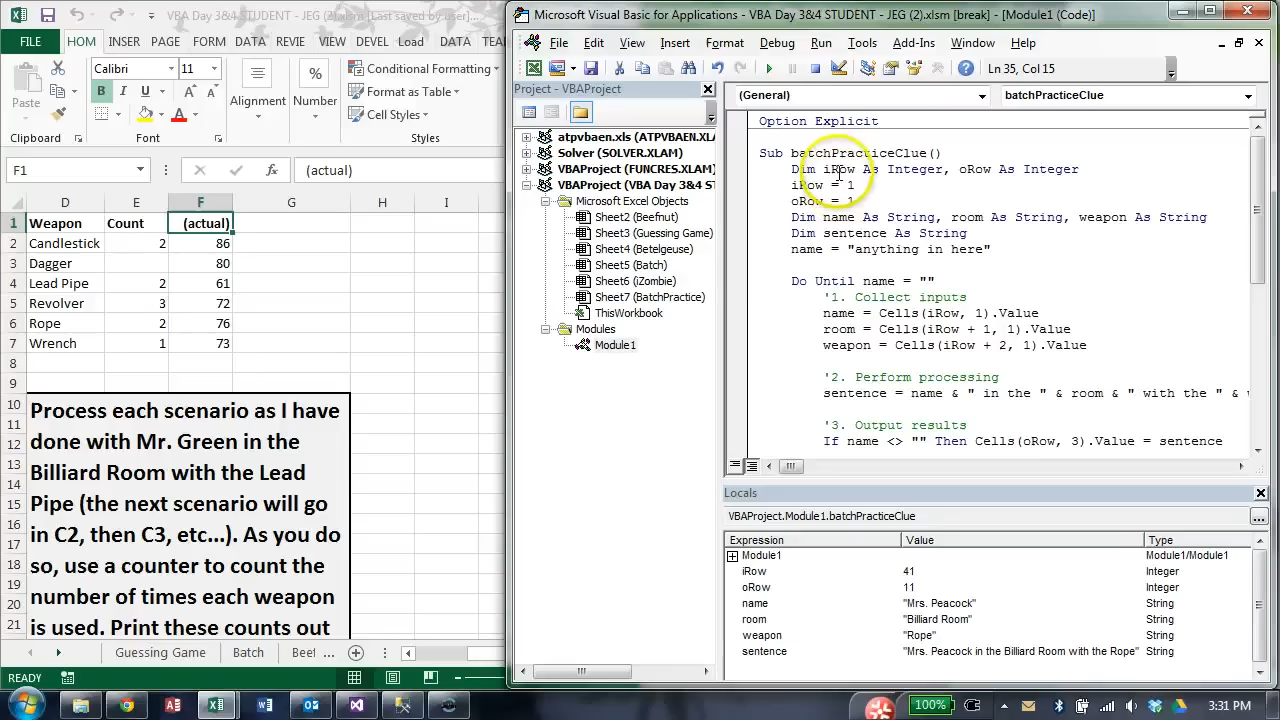 VBA Day 3&4 STUDENT - JEG (2).xlsm [Last saved by user]...
FILE HOME INSER PAGE FORM DATA REVIE VIEW DEVEL Load DATA TEA
Calibri 11
Paste
B I U
Clipboard Font
Alignment
%
Number
Conditional Formatting
Format as Table
Cell Styles
Styles
F1 fx (actual)
D E F G H I
1 Weapon Count (actual)
2 Candlestick 2 86
3 Dagger 80
4 Lead Pipe 2 61
5 Revolver 3 72
6 Rope 2 76
7 Wrench 1 73
8
9
10
11
12
13
14
15
16
17
18
19
20
21
Process each scenario as I have
done with Mr. Green in the
Billiard Room with the Lead
Pipe (the next scenario will go
in C2, then C3, etc...). As you do
so, use a counter to count the
number of times each weapon
is used. Print these counts out
Guessing Game Batch Beef ...
READY
Microsoft Visual Basic for Applications - VBA Day 3&4 STUDENT - JEG (2).xlsm [break] - [Module1 (Code)]
File Edit View Insert Format Debug Run Tools Add-Ins Window Help
Ln 35, Col 15
Project - VBAProject
atpvbaen.xls (ATPVBAEN.XLAM)
Solver (SOLVER.XLAM)
VBAProject (FUNCRES.XLAM)
VBAProject (VBA Day 3&4 ST
Microsoft Excel Objects
Sheet2 (Beefnut)
Sheet3 (Guessing Game)
Sheet4 (Betelgeuse)
Sheet5 (Batch)
Sheet6 (iZombie)
Sheet7 (BatchPractice)
ThisWorkbook
Modules
Module1
(General) batchPracticeClue
Option Explicit
Sub batchPracticeClue()
Dim iRow As Integer, oRow As Integer
iRow = 1
oRow = 1
Dim name As String, room As String, weapon As String
Dim sentence As String
name = "anything in here"
Do Until name = ""
'1. Collect inputs
name = Cells(iRow, 1).Value
room = Cells(iRow + 1, 1).Value
weapon = Cells(iRow + 2, 1).Value
'2. Perform processing
sentence = name & " in the " & room & " with the " & w
'3. Output results
If name <> "" Then Cells(oRow, 3).Value = sentence
Locals
VBAProject.Module1.batchPracticeClue
Expression Value Type
Module1 Module1/Module1
iRow 41 Integer
oRow 11 Integer
name "Mrs. Peacock" String
room "Billiard Room" String
weapon "Rope" String
sentence "Mrs. Peacock in the Billiard Room with the Rope" String
100%
3:31 PM